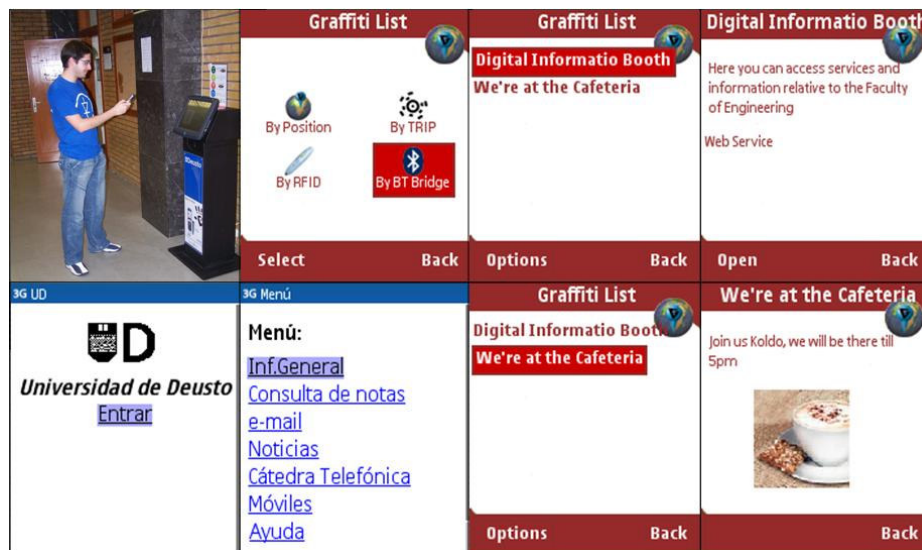 Graffiti List
By Position
By TRIP
By RFID
By BT Bridge
Select Back
Graffiti List
Digital Informatio Booth
We're at the Cafeteria
Options Back
Digital Informatio Booth
Here you can access services and
information relative to the Faculty
of Engineering
Web Service
Open Back
3G UD
D
Universidad de Deusto
Entrar
3G Menú
Menú:
Inf.General
Consulta de notas
e-mail
Noticias
Cátedra Telefónica
Móviles
Ayuda
Graffiti List
Digital Informatio Booth
We're at the Cafeteria
Options Back
We're at the Cafeteria
Join us Koldo, we will be there till
5pm
Back